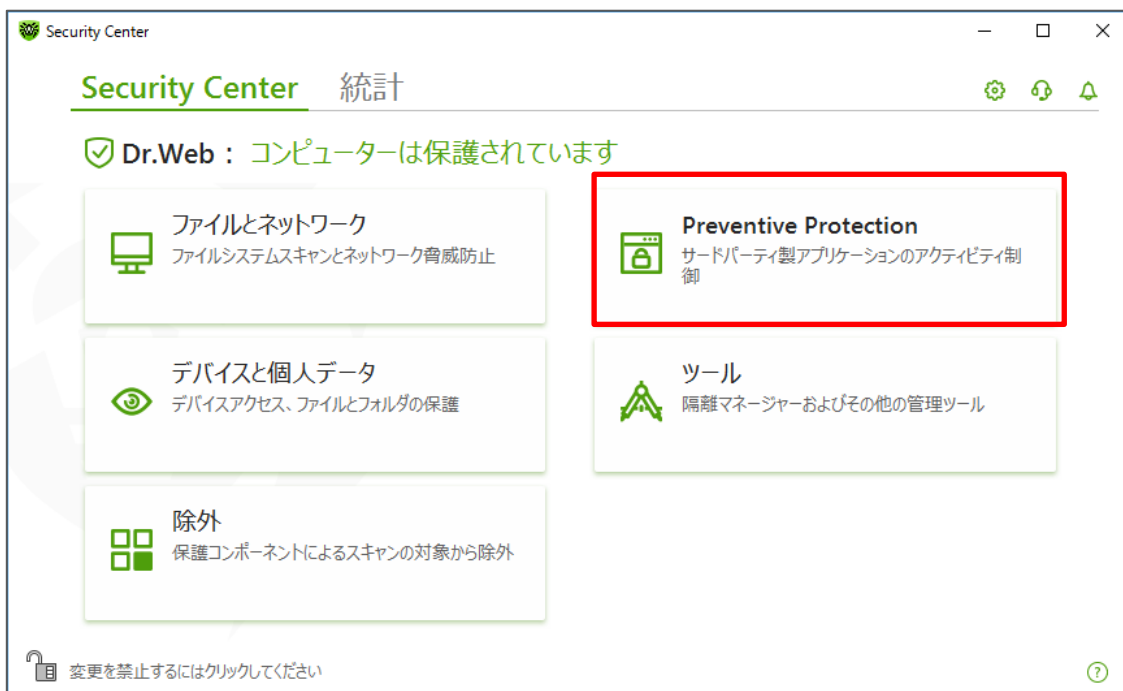 Security Center
Security Center 統計
Dr.Web： コンピューターは保護されています
ファイルとネットワーク
ファイルシステムスキャンとネットワーク脅威防止
Preventive Protection
サードパーティ製アプリケーションのアクティビティ制
御
デバイスと個人データ
デバイスアクセス、ファイルとフォルダの保護
ツール
隔離マネージャーおよびその他の管理ツール
除外
保護コンポーネントによるスキャンの対象から除外
変更を禁止するにはクリックしてください
?